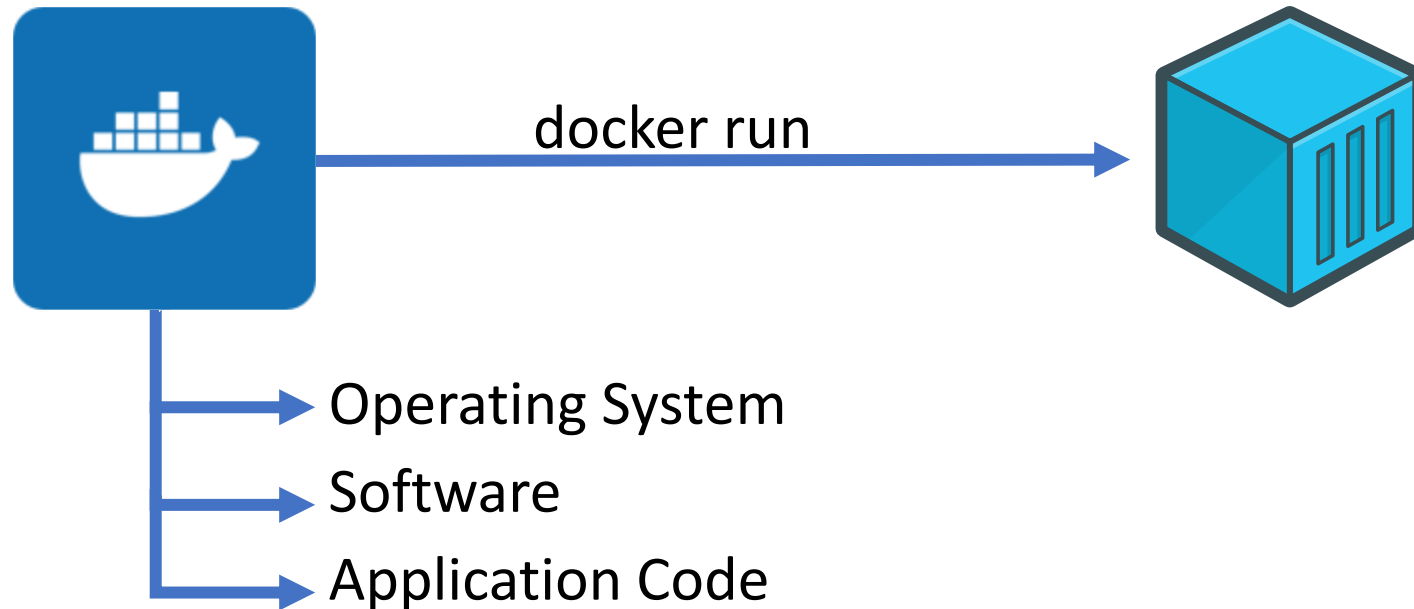 docker run
Operating System
Software
Application Code